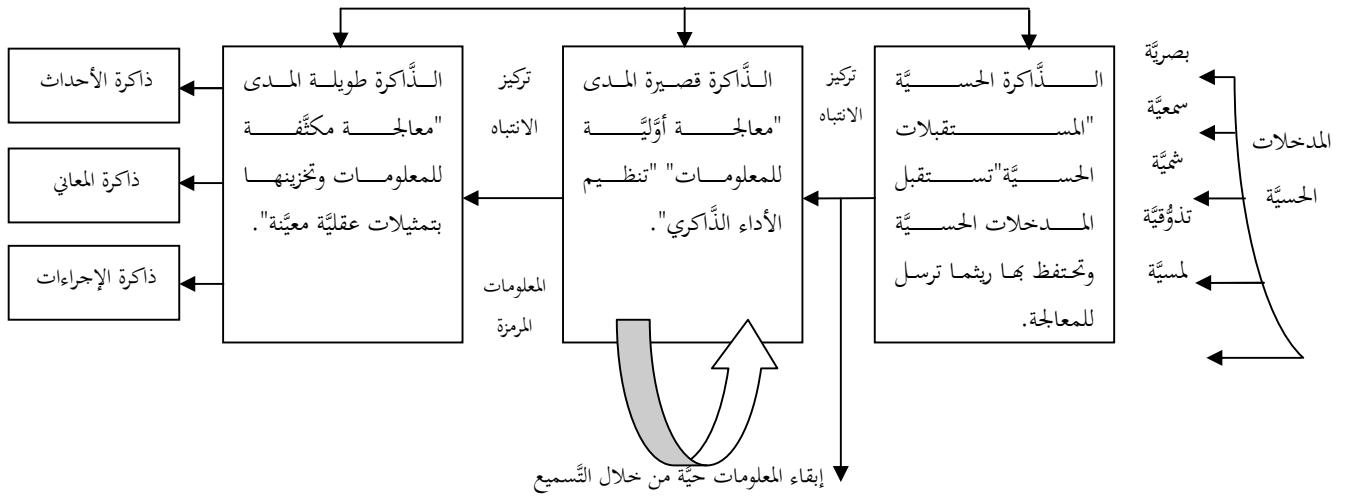 المدخلات
الحسيَّة
بصريَّة
سمعيَّة
شميَّة
تذوُّقيَّة
لمسيَّة
الذَّاكرة الحسيَّة
"المستقبلات
الحسيَّة"تستقبل
المدخلات الحسيَّة
وتحتفظ بها ريثما ترسل
للمعالجة.
تركيز
الانتباه
الذَّاكرة قصيرة المدى
"معالجة أوَّليَّة
للمعلومات" "تنظيم
الأداء الذَّاكري".
تركيز
الانتباه
المعلومات
المرمزة
الذَّاكرة طويلة المدى
"معالجة مكثَّفة
للمعلومات وتخزينها
بتمثيلات عقليَّة معيَّنة".
ذاكرة الأحداث
ذاكرة المعاني
ذاكرة الإجراءات
إبقاء المعلومات حيَّة من خلال التَّسميع